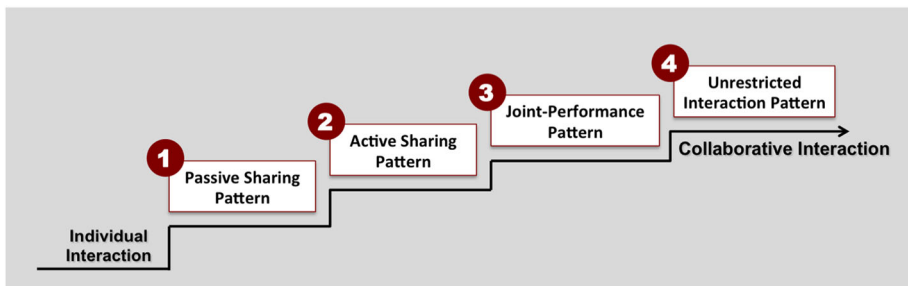 4
Unrestricted
Interaction Pattern
3
Joint-Performance
Pattern
2
Active Sharing
Pattern
Collaborative Interaction
1
Passive Sharing
Pattern
Individual
Interaction